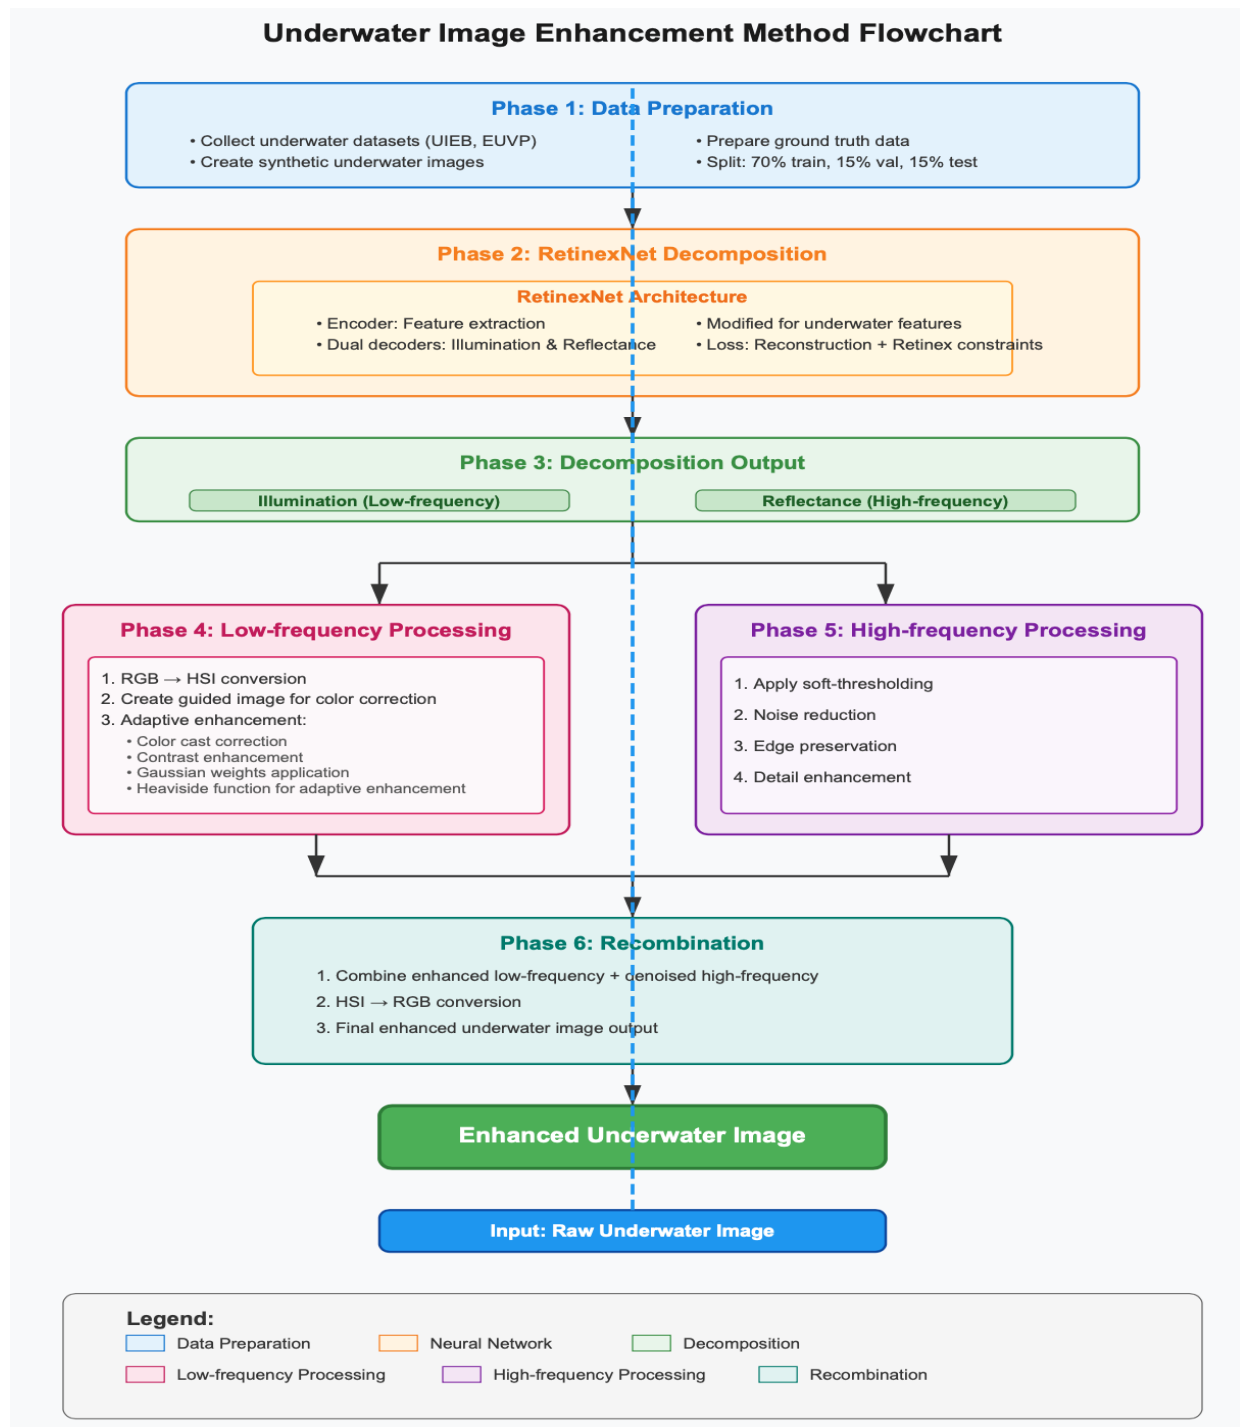 Underwater Image Enhancement Method Flowchart
Phase 1: Data Preparation
• Collect underwater datasets (UIEB, EUVP)
• Create synthetic underwater images
• Prepare ground truth data
• Split: 70% train, 15% val, 15% test
Phase 2: RetinexNet Decomposition
RetinexNet Architecture
• Encoder: Feature extraction
• Dual decoders: Illumination & Reflectance
• Modified for underwater features
• Loss: Reconstruction + Retinex constraints
Phase 3: Decomposition Output
Illumination (Low-frequency)
Reflectance (High-frequency)
Phase 4: Low-frequency Processing
1. RGB → HSI conversion
2. Create guided image for color correction
3. Adaptive enhancement:
• Color cast correction
• Contrast enhancement
• Gaussian weights application
• Heaviside function for adaptive enhancement
Phase 5: High-frequency Processing
1. Apply soft-thresholding
2. Noise reduction
3. Edge preservation
4. Detail enhancement
Phase 6: Recombination
1. Combine enhanced low-frequency + denoised high-frequency
2. HSI → RGB conversion
3. Final enhanced underwater image output
Enhanced Underwater Image
Input: Raw Underwater Image
Legend:
Data Preparation
Neural Network
Decomposition
Low-frequency Processing
High-frequency Processing
Recombination